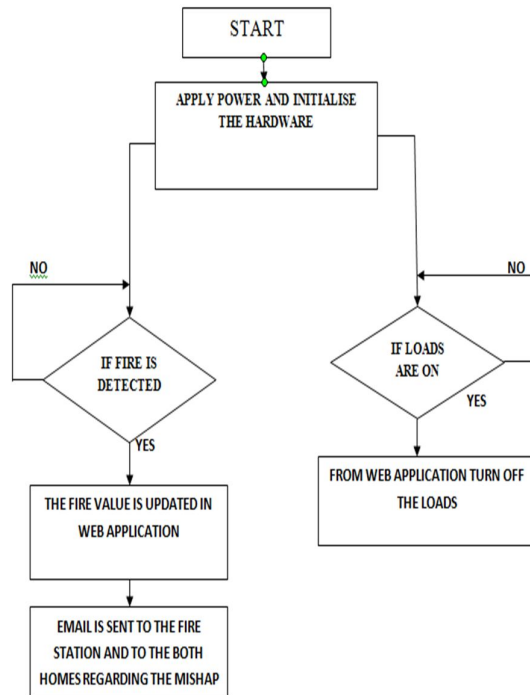 START
APPLY POWER AND INITIALISE
THE HARDWARE
NO
NO
IF FIRE IS
DETECTED
IF LOADS
ARE ON
YES
YES
THE FIRE VALUE IS UPDATED IN
WEB APPLICATION
FROM WEB APPLICATION TURN OFF
THE LOADS
EMAIL IS SENT TO THE FIRE
STATION AND TO THE BOTH
HOMES REGARDING THE MISHAP